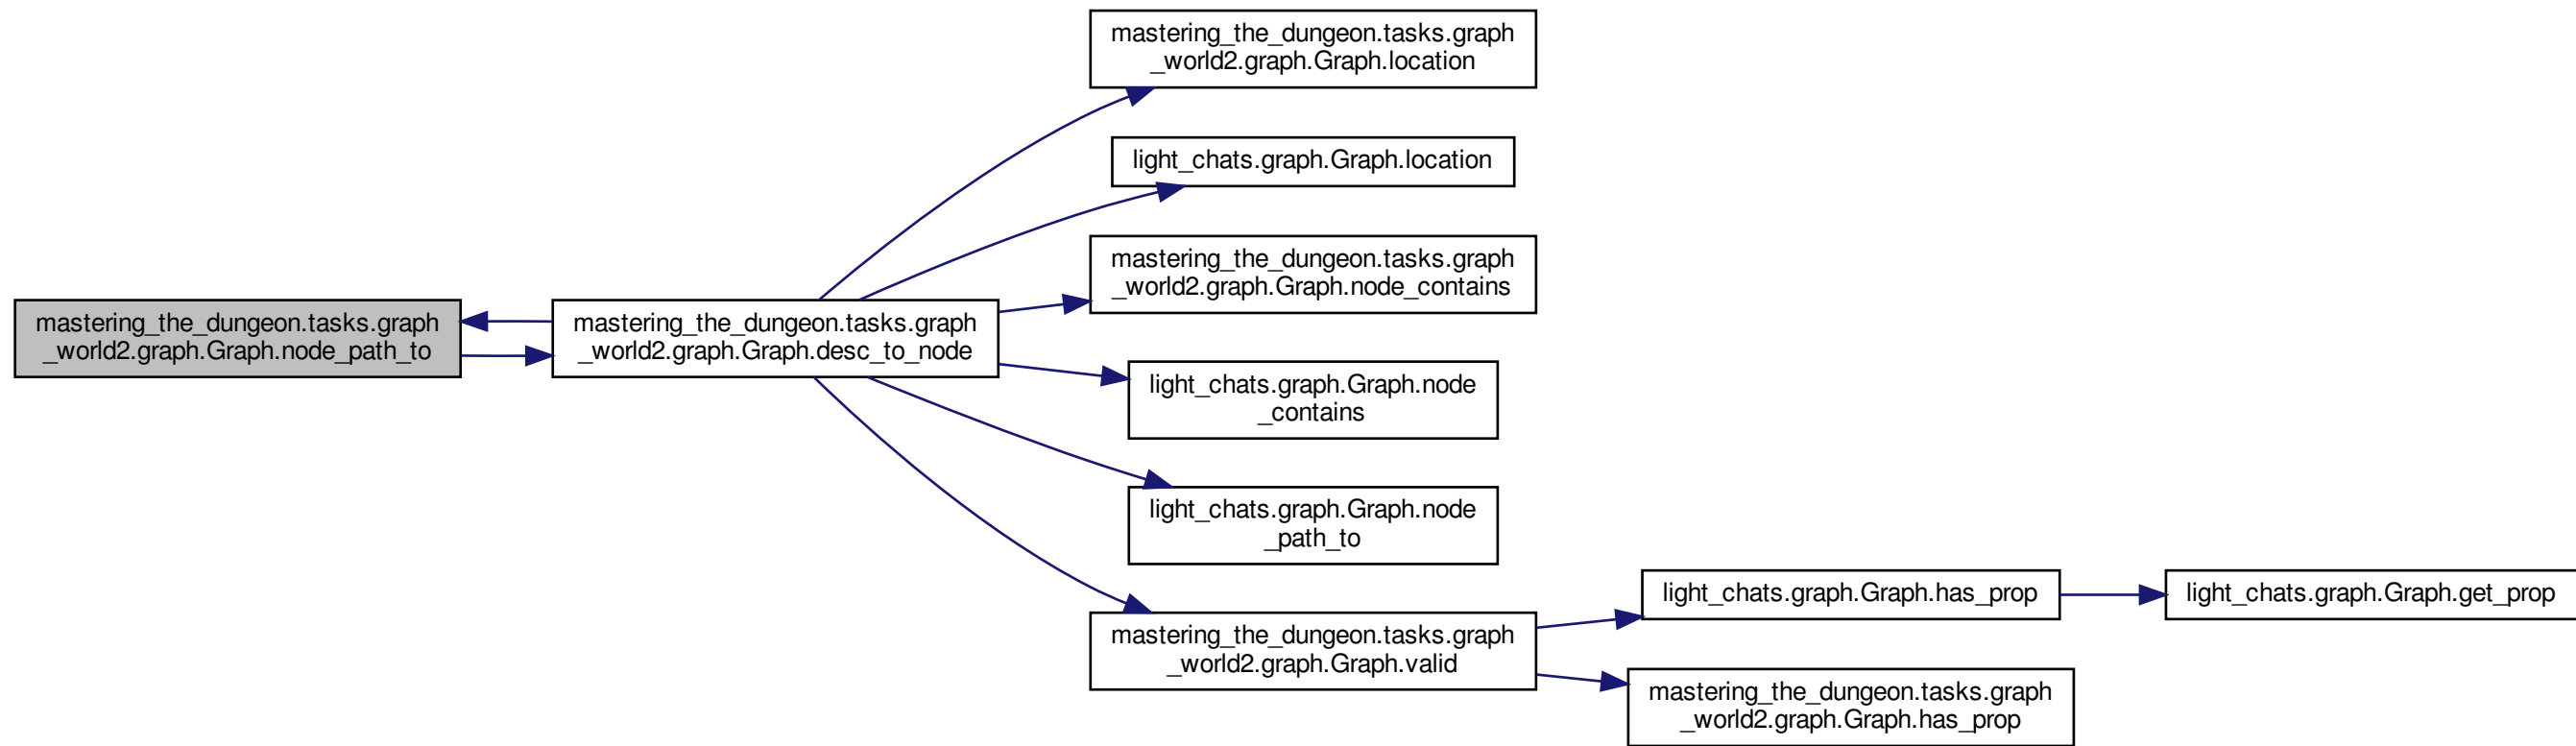 mastering_the_dungeon.tasks.graph
_world2.graph.Graph.node_path_to
mastering_the_dungeon.tasks.graph
_world2.graph.Graph.desc_to_node
mastering_the_dungeon.tasks.graph
_world2.graph.Graph.location
light_chats.graph.Graph.location
mastering_the_dungeon.tasks.graph
_world2.graph.Graph.node_contains
light_chats.graph.Graph.node
_contains
light_chats.graph.Graph.node
_path_to
mastering_the_dungeon.tasks.graph
_world2.graph.Graph.valid
light_chats.graph.Graph.has_prop
light_chats.graph.Graph.get_prop
mastering_the_dungeon.tasks.graph
_world2.graph.Graph.has_prop